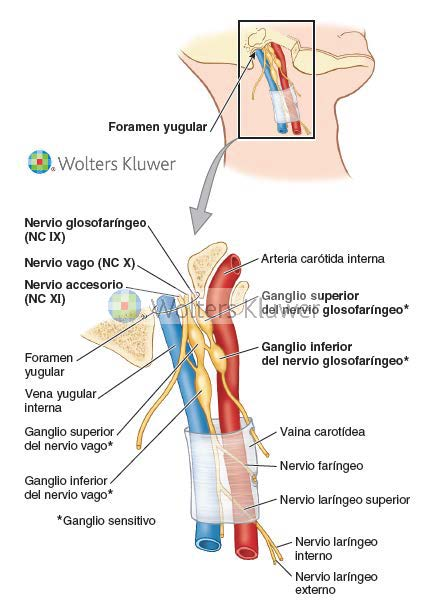 Foramen yugular
Wolters Kluwer
Nervio glosofaríngeo
(NC IX)
Nervio vago (NC X)
Nervio accesorio
(NC XI)
Wolters Kluwer
Foramen
yugular
Vena yugular
interna
Ganglio superior
del nervio vago*
Ganglio inferior
del nervio vago*
*Ganglio sensitivo
Arteria carótida interna
Ganglio superior
del nervio glosofaríngeo*
Ganglio inferior
del nervio glosofaríngeo*
Vaina carotídea
Nervio faríngeo
Nervio laríngeo superior
Nervio laríngeo
interno
Nervio laríngeo
externo